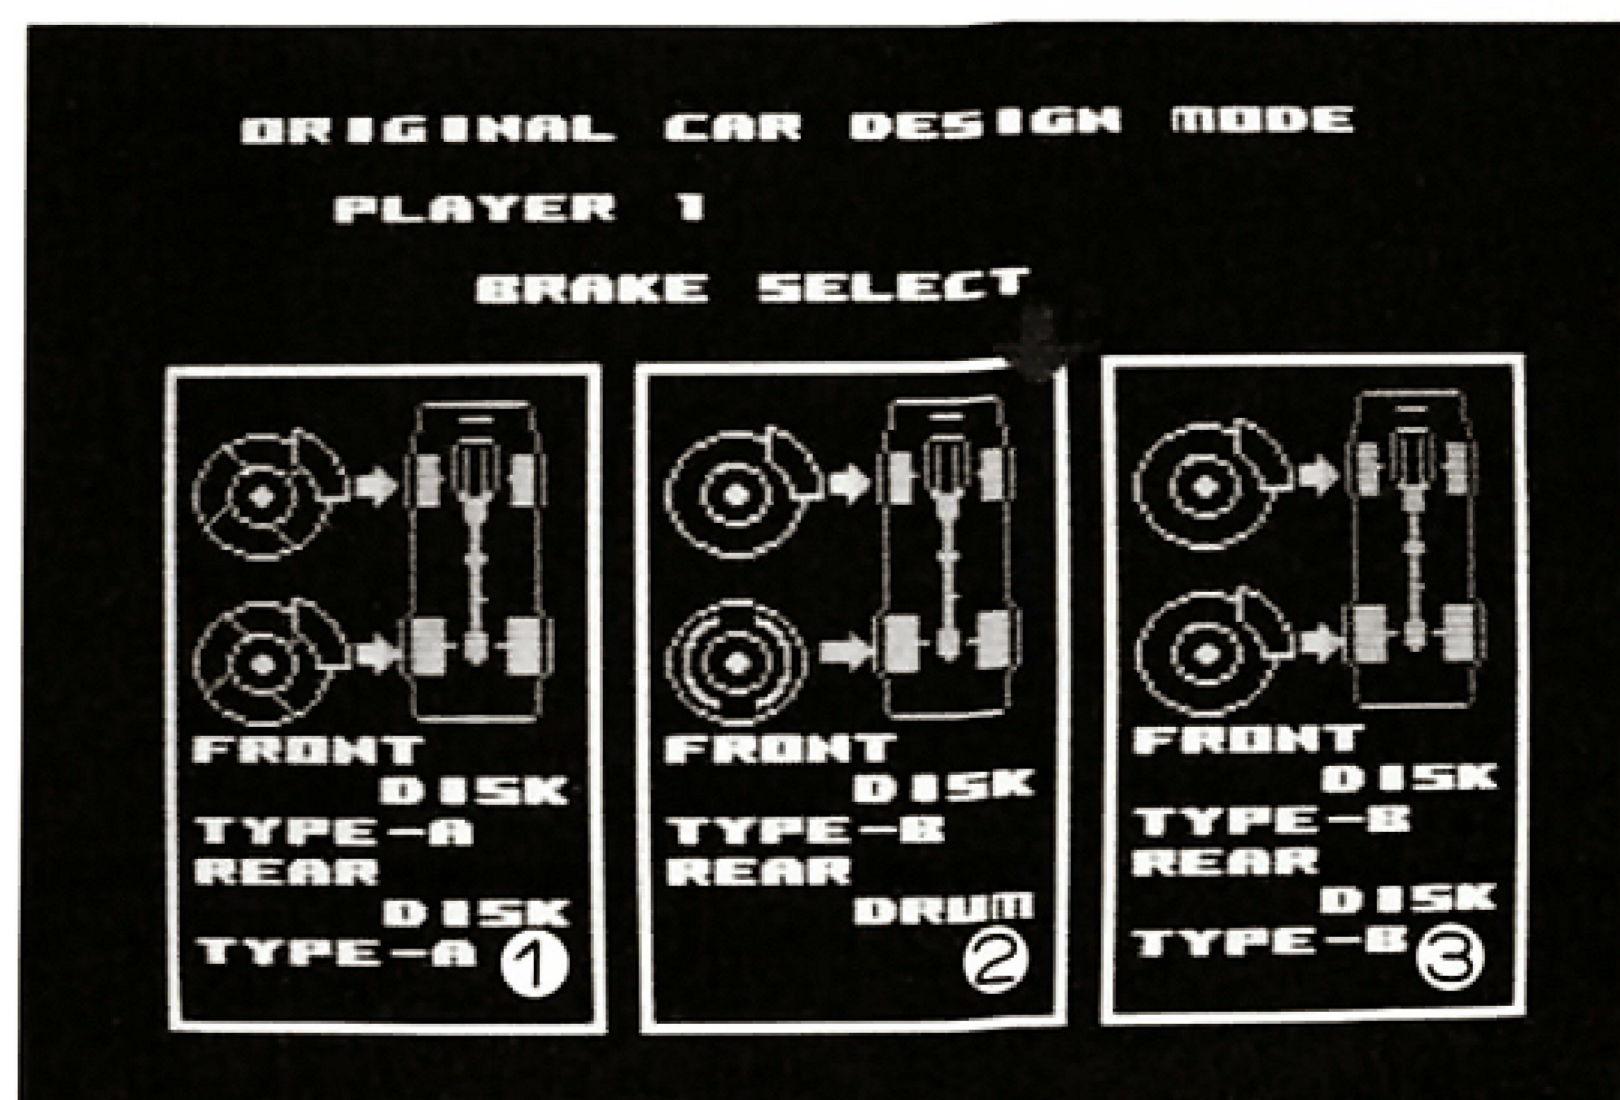 ORIGINAL CAR DESIGN MODE
PLAYER 1
BRAKE SELECT
FRONT
DISK
TYPE-A
REAR
DISK
TYPE-A ①
FRONT
DISK
TYPE-B
REAR
DRUM
②
FRONT
DISK
TYPE-B
REAR
DISK
TYPE-B ③